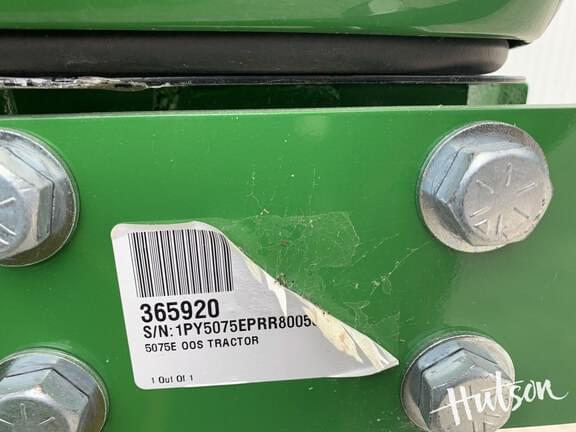 365920
S/N: 1PY5075EPRR8005
5075E OOS TRACTOR
1 Out Of 1
Hutson